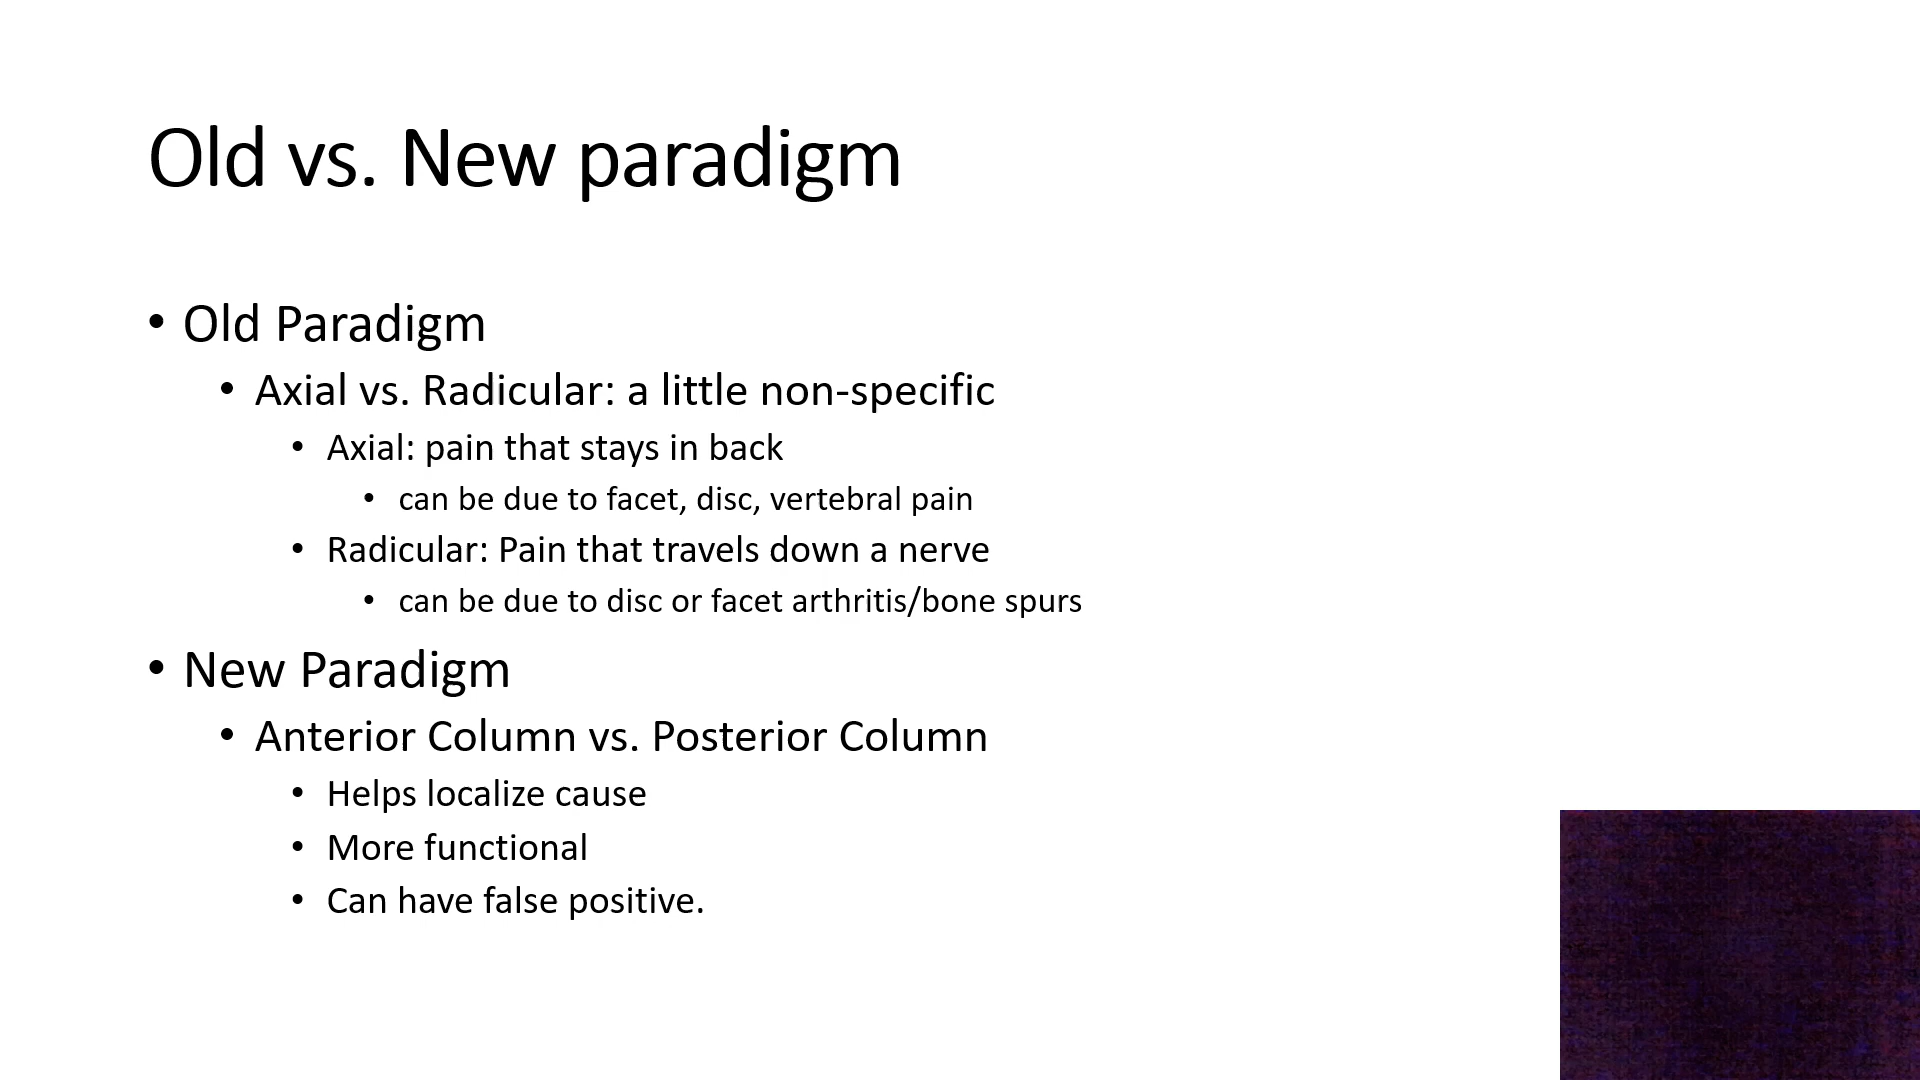 Old vs. New paradigm
• Old Paradigm
• Axial vs. Radicular: a little non-specific
• Axial: pain that stays in back
• can be due to facet, disc, vertebral pain
• Radicular: Pain that travels down a nerve
• can be due to disc or facet arthritis/bone spurs
• New Paradigm
• Anterior Column vs. Posterior Column
• Helps localize cause
• More functional
• Can have false positive.